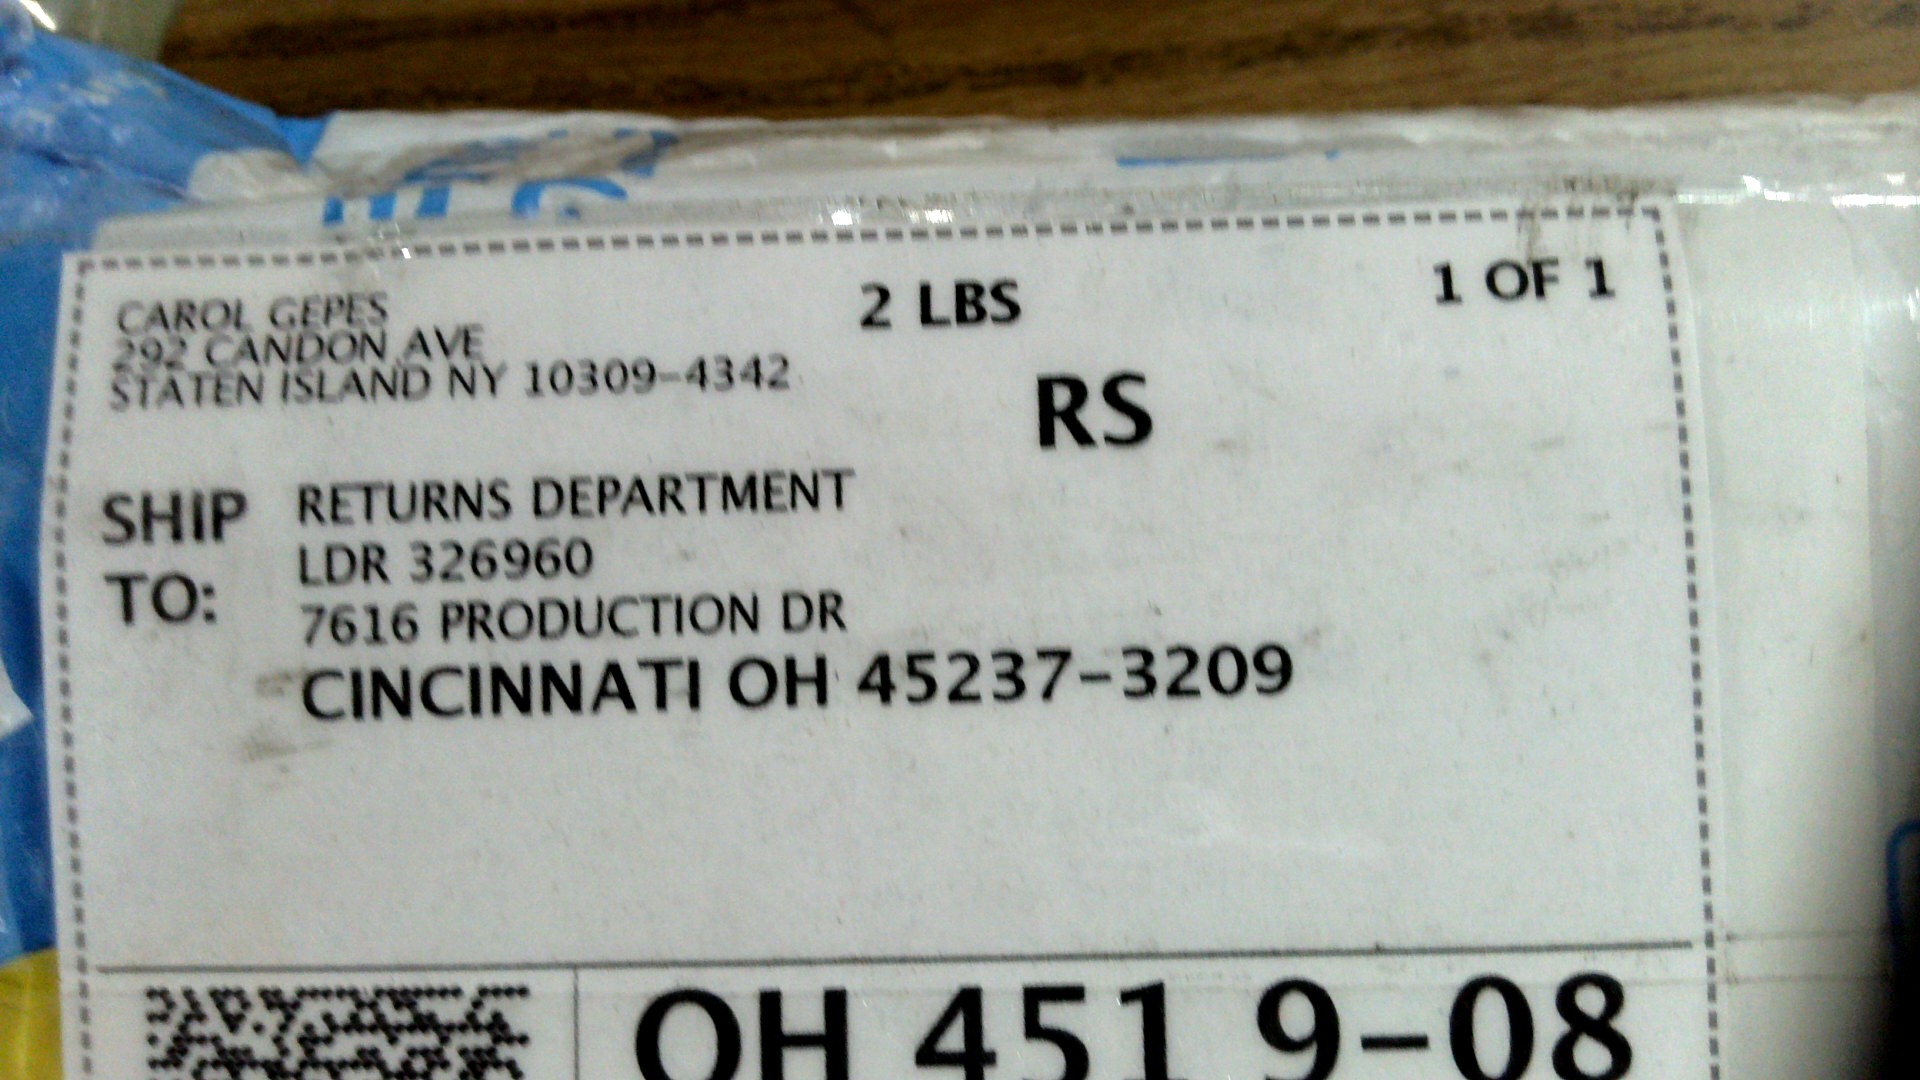 CAROL GEPES
292 CANDON AVE
STATEN ISLAND NY 10309-4342
2 LBS
1 OF 1
RS
SHIP TO:
RETURNS DEPARTMENT
LDR 326960
7616 PRODUCTION DR
CINCINNATI OH 45237-3209
OH 451 9-08